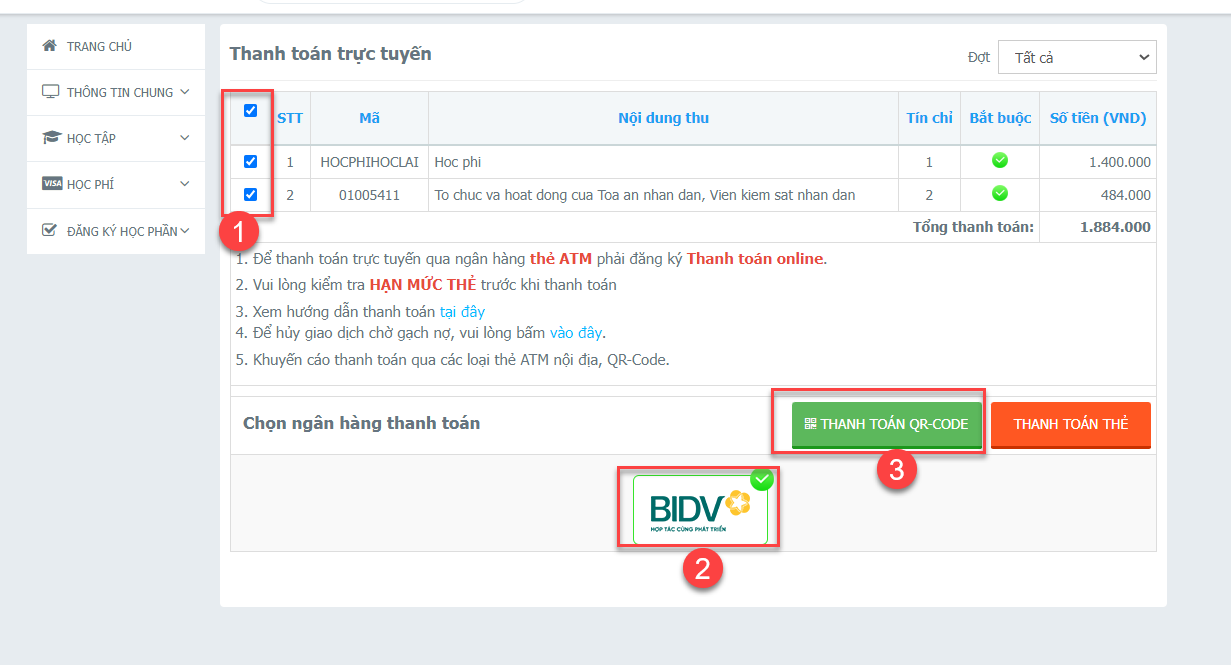 TRANG CHỦ
THÔNG TIN CHUNG
HỌC TẬP
VISA HỌC PHÍ
ĐĂNG KÝ HỌC PHẦN
Thanh toán trực tuyến
Đợt Tất cả
STT Mã Nội dung thu Tín chỉ Bắt buộc Số tiền (VND)
1 HOCPHIHOCLAI Hoc phi 1 1.400.000
2 01005411 To chuc va hoat dong cua Toa an nhan dan, Vien kiem sat nhan dan 2 484.000
Tổng thanh toán: 1.884.000
1
1. Để thanh toán trực tuyến qua ngân hàng thẻ ATM phải đăng ký Thanh toán online.
2. Vui lòng kiểm tra HẠN MỨC THẺ trước khi thanh toán
3. Xem hướng dẫn thanh toán tại đây
4. Để hủy giao dịch chờ gạch nợ, vui lòng bấm vào đây.
5. Khuyến cáo thanh toán qua các loại thẻ ATM nội địa, QR-Code.
Chọn ngân hàng thanh toán
THANH TOÁN QR-CODE
THANH TOÁN THẺ
3
BIDV
HỢP TÁC CÙNG PHÁT TRIỂN
2